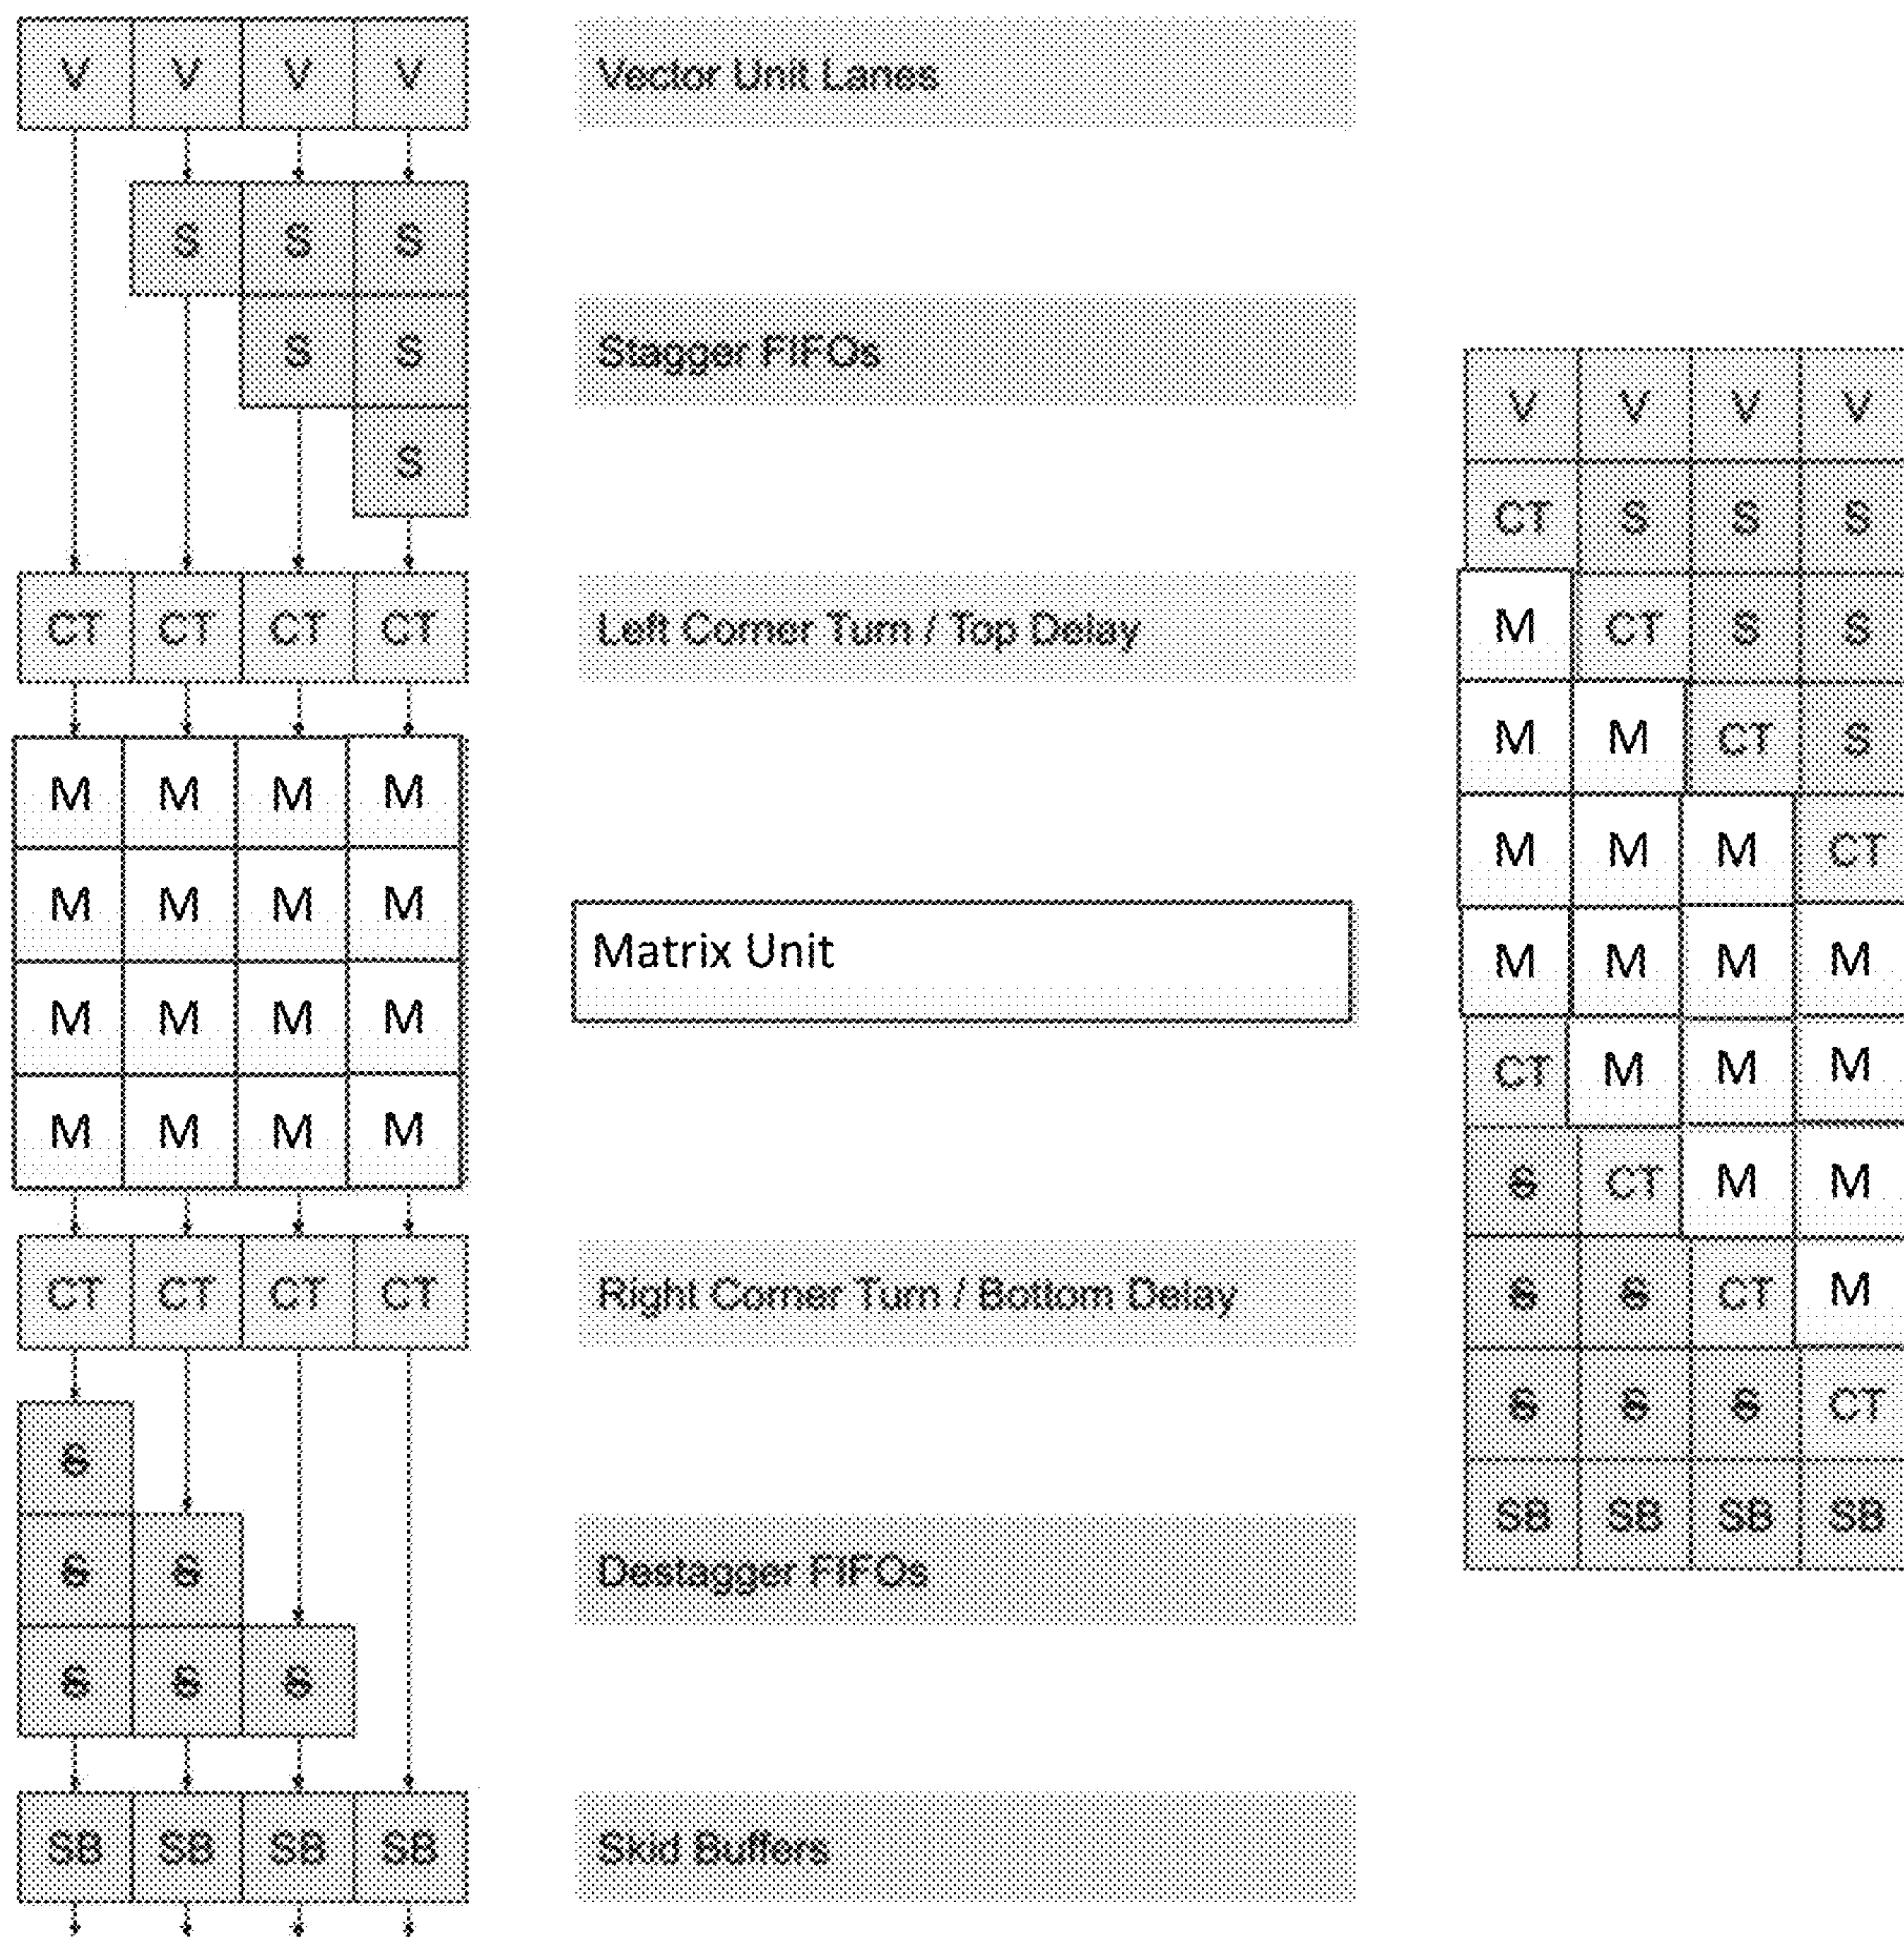 V V V V
Vector Unit Lanes
S S S
S S
Stagger FIFOs
S
CT CT CT CT
Left Corner Turn / Top Delay
M M M M
M M M M
Matrix Unit
M M M M
M M M M
CT CT CT CT
Right Corner Turn / Bottom Delay
S
S S
Destagger FIFOs
S S S
SB SB SB SB
Skid Buffers
V V V V
CT S S S
M CT S S
M M CT S
M M M CT
M M M M
CT M M M
S CT M M
S S CT M
S S S CT
SB SB SB SB